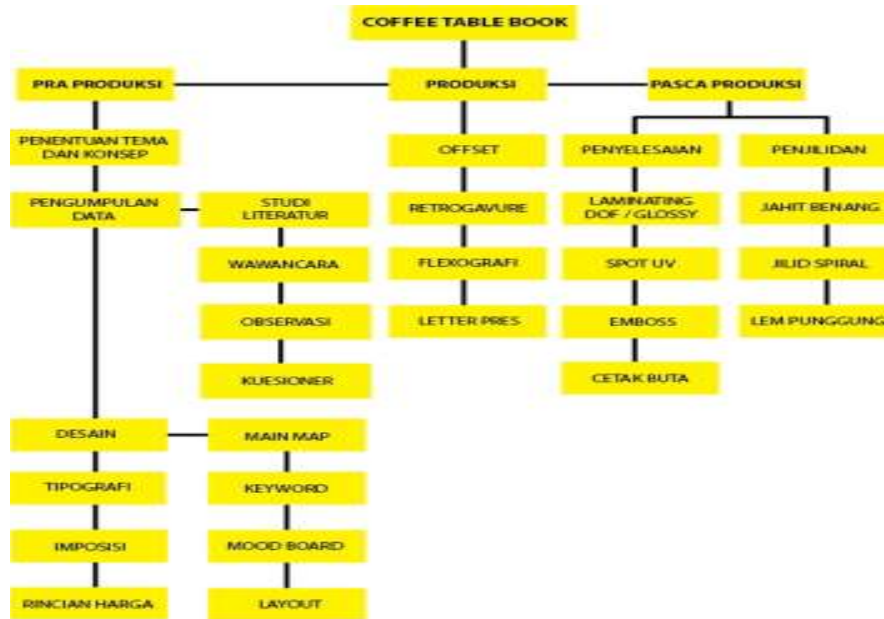 COFFEE TABLE BOOK
PRA PRODUKSI
PRODUKSI
PASCA PRODUKSI
PENENTUAN TEMA
DAN KONSEP
OFFSET
PENYELESAIAN
PENJILIDAN
PENGUMPULAN
DATA
STUDI
LITERATUR
RETROGAVURE
LAMINATING
DOF / GLOSSY
JAHIT BENANG
WAWANCARA
FLEXOGRAFI
SPOT UV
JILID SPIRAL
OBSERVASI
LETTER PRES
EMBOSS
LEM PUNGGUNG
KUESIONER
CETAK BUTA
DESAIN
MAIN MAP
TIPOGRAFI
KEYWORD
IMPOSISI
MOOD BOARD
RINCIAN HARGA
LAYOUT